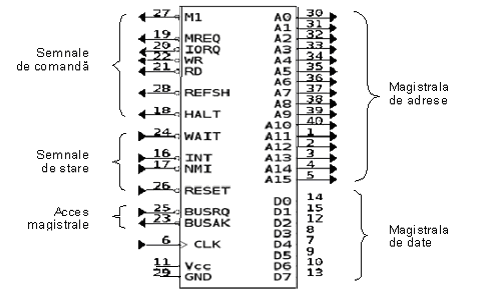 Semnale
de comandă
Semnale
de stare
Acces
magistrale
27 M1
19 MREQ
20 IORQ
22 WR
21 RD
28 REFSH
18 HALT
24 WAIT
16 INT
17 NMI
26 RESET
25 BUSRQ
23 BUSAK
6 CLK
11 Vcc
29 GND
A0 30
A1 31
A2 32
A3 33
A4 34
A5 35
A6 36
A7 37
A8 38
A9 39
A10 40
A11 1
A12 2
A13 3
A14 4
A15 5
D0 14
D1 15
D2 12
D3 8
D4 7
D5 9
D6 10
D7 13
Magistrala
de adrese
Magistrala
de date